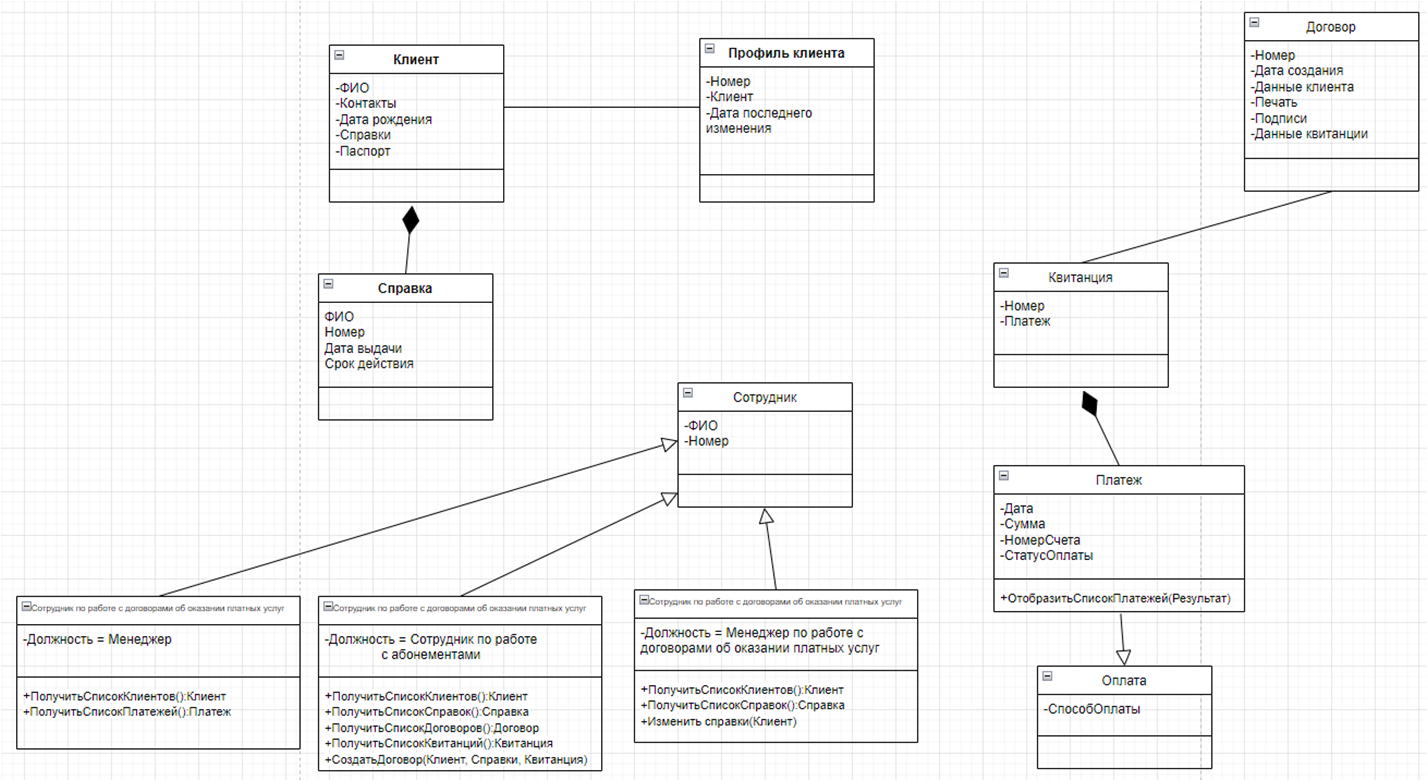 Клиент
-ФИО
-Контакты
-Дата рождения
-Справки
-Паспорт
Профиль клиента
-Номер
-Клиент
-Дата последнего
изменения
Договор
-Номер
-Дата создания
-Данные клиента
-Печать
-Подписи
-Данные квитанции
Справка
ФИО
Номер
Дата выдачи
Срок действия
Квитанция
-Номер
-Платеж
Сотрудник
-ФИО
-Номер
Платеж
-Дата
-Сумма
-НомерСчета
-СтатусОплаты
+ОтобразитьСписокПлатежей(Результат)
Сотрудник по работе с договорами об оказании платных услуг
-Должность = Менеджер
+ПолучитьСписокКлиентов():Клиент
+ПолучитьСписокПлатежей():Платеж
Сотрудник по работе с договорами об оказании платных услуг
-Должность = Сотрудник по работе
с абонементами
+ПолучитьСписокКлиентов():Клиент
+ПолучитьСписокСправок():Справка
+ПолучитьСписокДоговоров():Договор
+ПолучитьСписокКвитанций():Квитанция
+СоздатьДоговор(Клиент, Справки, Квитанция)
Сотрудник по работе с договорами об оказании платных услуг
-Должность = Менеджер по работе с
договорами об оказании платных услуг
+ПолучитьСписокКлиентов():Клиент
+ПолучитьСписокСправок():Справка
+Изменить справки(Клиент)
Оплата
-СпособОплаты